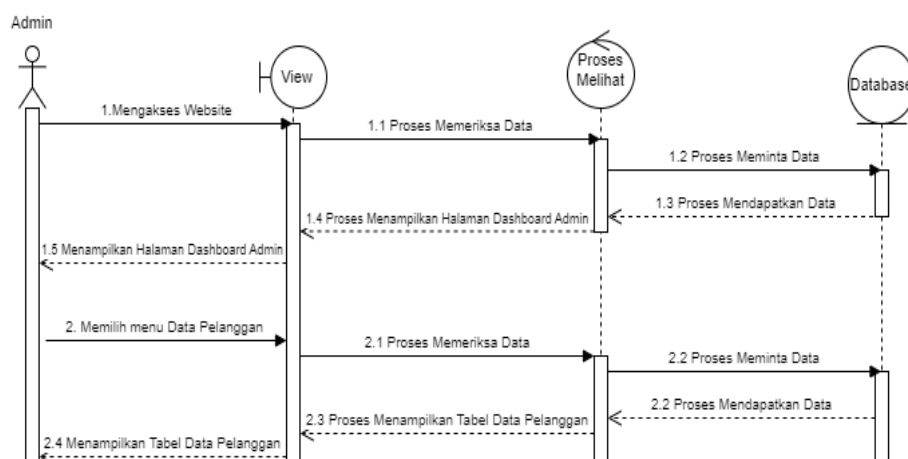 Admin
View
Proses
Melihat
Database
1.Mengakses Website
1.1 Proses Memeriksa Data
1.2 Proses Meminta Data
1.3 Proses Mendapatkan Data
1.4 Proses Menampilkan Halaman Dashboard Admin
1.5 Menampilkan Halaman Dashboard Admin
2. Memilih menu Data Pelanggan
2.1 Proses Memeriksa Data
2.2 Proses Meminta Data
2.2 Proses Mendapatkan Data
2.3 Proses Menampilkan Tabel Data Pelanggan
2.4 Menampilkan Tabel Data Pelanggan